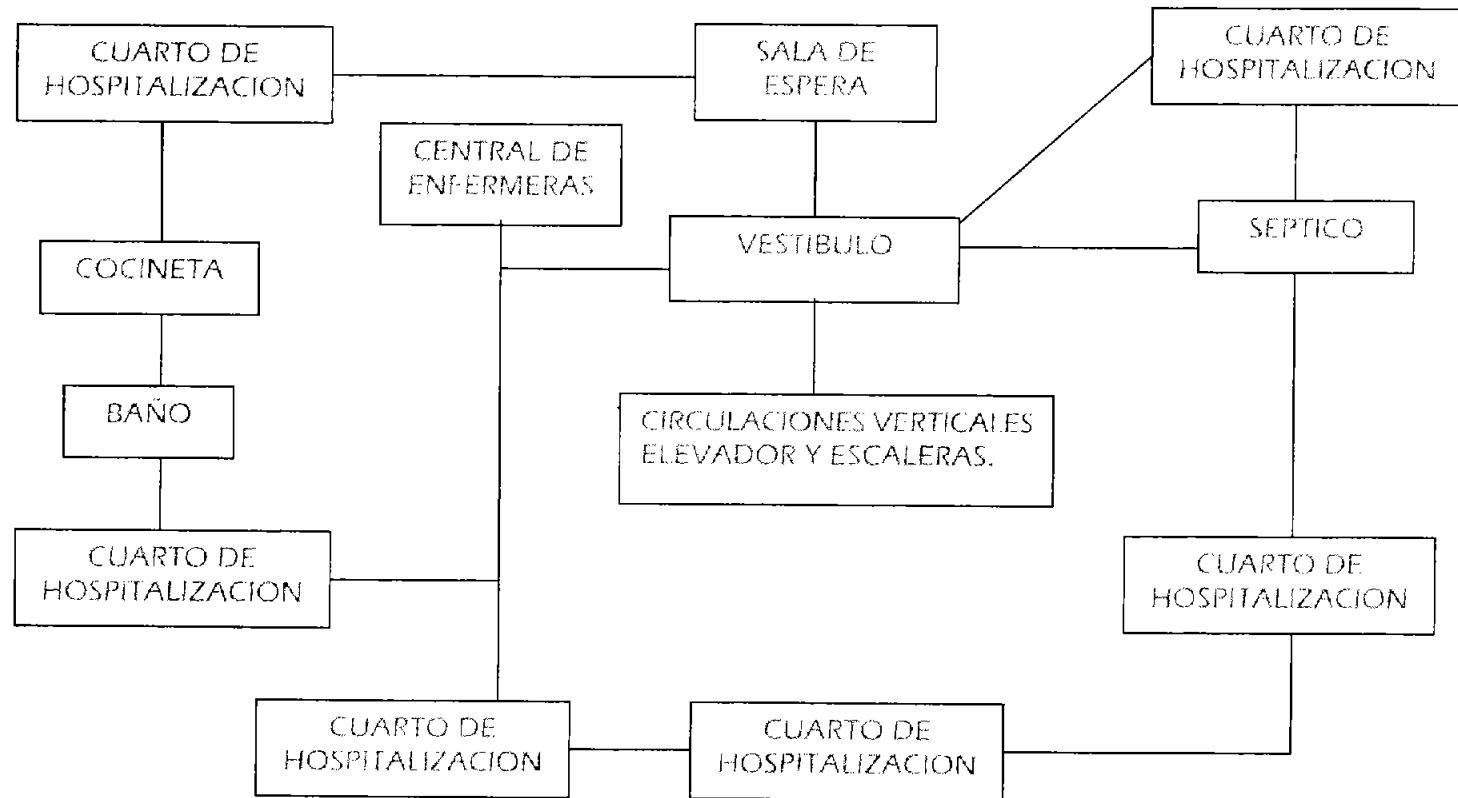 CUARTO DE
HOSPITALIZACION
SALA DE
ESPERA
CUARTO DE
HOSPITALIZACION
CENTRAL DE
ENFERMERAS
VESTIBULO
SEPTICO
COCINETA
BAÑO
CIRCULACIONES VERTICALES
ELEVADOR Y ESCALERAS.
CUARTO DE
HOSPITALIZACION
CUARTO DE
HOSPITALIZACION
CUARTO DE
HOSPITALIZACION
CUARTO DE
HOSPITALIZACION